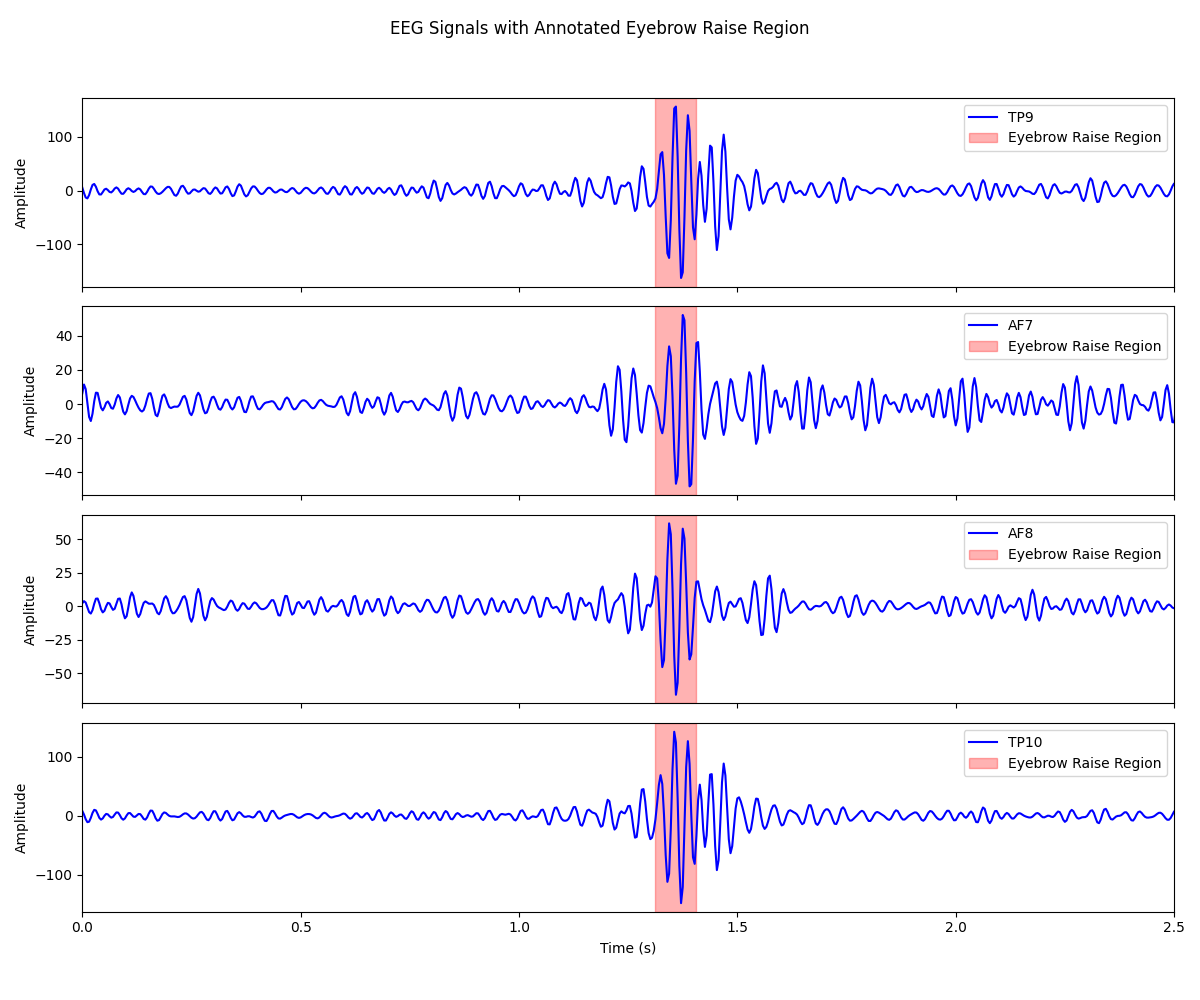 EEG Signals with Annotated Eyebrow Raise Region
TP9
Eyebrow Raise Region
100
0
−100
Amplitude
AF7
Eyebrow Raise Region
40
20
0
−20
−40
Amplitude
AF8
Eyebrow Raise Region
50
25
0
−25
−50
Amplitude
TP10
Eyebrow Raise Region
100
0
−100
Amplitude
0.0 0.5 1.0 1.5 2.0 2.5
Time (s)